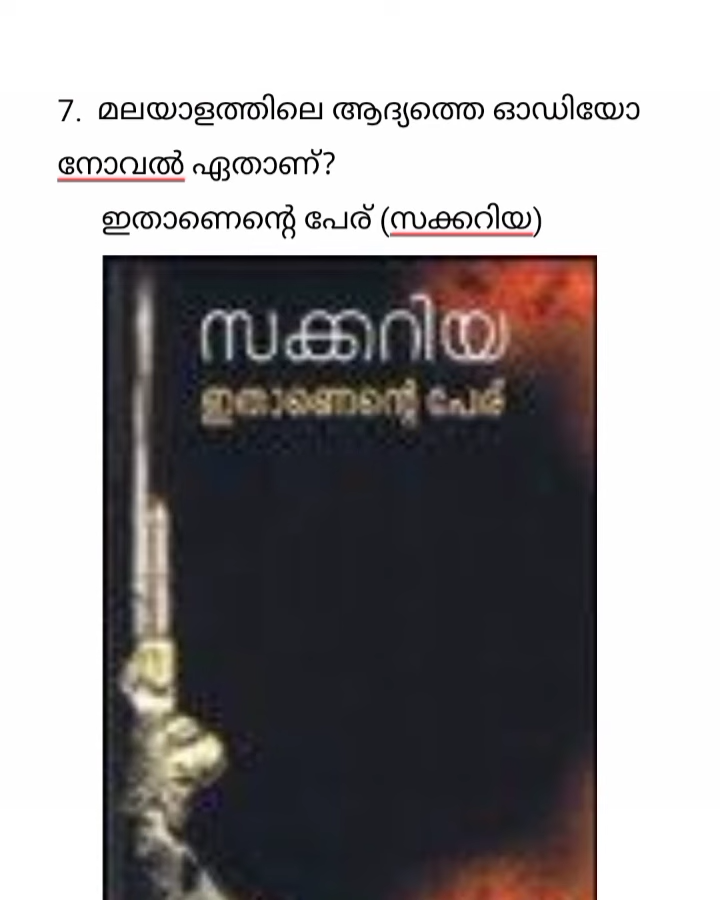 7. മലയാളത്തിലെ ആദ്യത്തെ ഓഡിയോ
നോവൽ ഏതാണ്?
ഇതാണെന്റെ പേര് (സക്കറിയ)
സക്കറിയ
ഇതാണെന്റെ പേര്